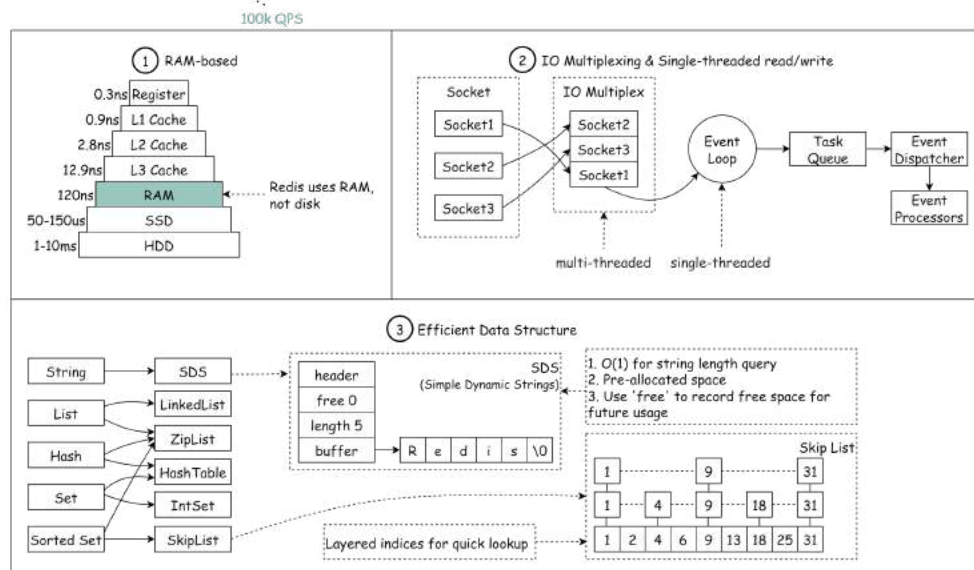 100k QPS
1 RAM-based
0.3ns Register
0.9ns L1 Cache
2.8ns L2 Cache
12.9ns L3 Cache
120ns RAM
50-150us SSD
1-10ms HDD
Redis uses RAM,
not disk
2 IO Multiplexing & Single-threaded read/write
Socket
Socket1
Socket2
Socket3
IO Multiplex
Socket2
Socket3
Socket1
Event
Loop
Task
Queue
Event
Dispatcher
Event
Processors
multi-threaded
single-threaded
3 Efficient Data Structure
String
List
Hash
Set
Sorted Set
SDS
LinkedList
ZipList
HashTable
IntSet
SkipList
header
free 0
length 5
buffer
R e d i s \0
SDS
(Simple Dynamic Strings)
1. O(1) for string length query
2. Pre-allocated space
3. Use 'free' to record free space for
future usage
Skip List
1 9 31
1 4 9 18 31
1 2 4 6 9 13 18 25 31
Layered indices for quick lookup